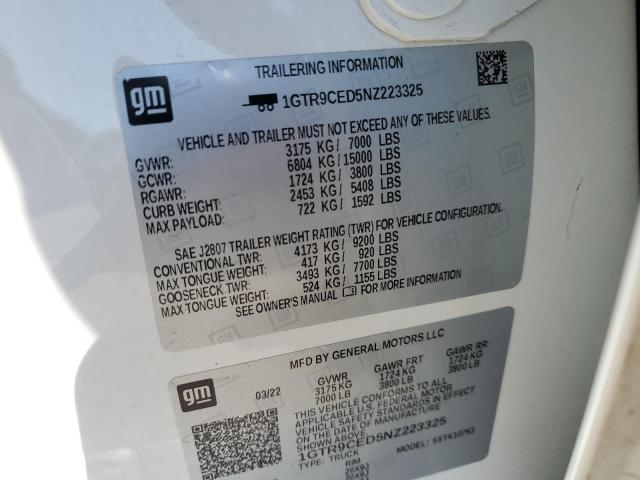 gm
TRAILERING INFORMATION
1GTR9CED5NZ223325
VEHICLE AND TRAILER MUST NOT EXCEED ANY OF THESE VALUES.
GVWR: 3175 KG / 7000 LBS
GCWR: 6804 KG / 15000 LBS
RGAWR: 1724 KG / 3800 LBS
CURB WEIGHT: 2453 KG / 5408 LBS
MAX PAYLOAD: 722 KG / 1592 LBS
SAE J2807 TRAILER WEIGHT RATING (TWR) FOR VEHICLE CONFIGURATION.
CONVENTIONAL TWR: 4173 KG / 9200 LBS
MAX TONGUE WEIGHT: 417 KG / 920 LBS
GOOSENECK TWR: 3493 KG / 7700 LBS
MAX TONGUE WEIGHT: 524 KG / 1155 LBS
SEE OWNER'S MANUAL FOR MORE INFORMATION
gm
MFD BY GENERAL MOTORS LLC
03/22 GVWR GAWR FRT GAWR RR
3175 KG 1724 KG 1724 KG
7000 LB 3800 LB 3800 LB
THIS VEHICLE CONFORMS TO ALL
APPLICABLE U.S. FEDERAL MOTOR
VEHICLE SAFETY STANDARDS IN EFFECT
ON THE DATE OF MANUFACTURE
SHOWN ABOVE.
1GTR9CED5NZ223325
TYPE: TRUCK MODEL:
RIM
20X9J
20X9J